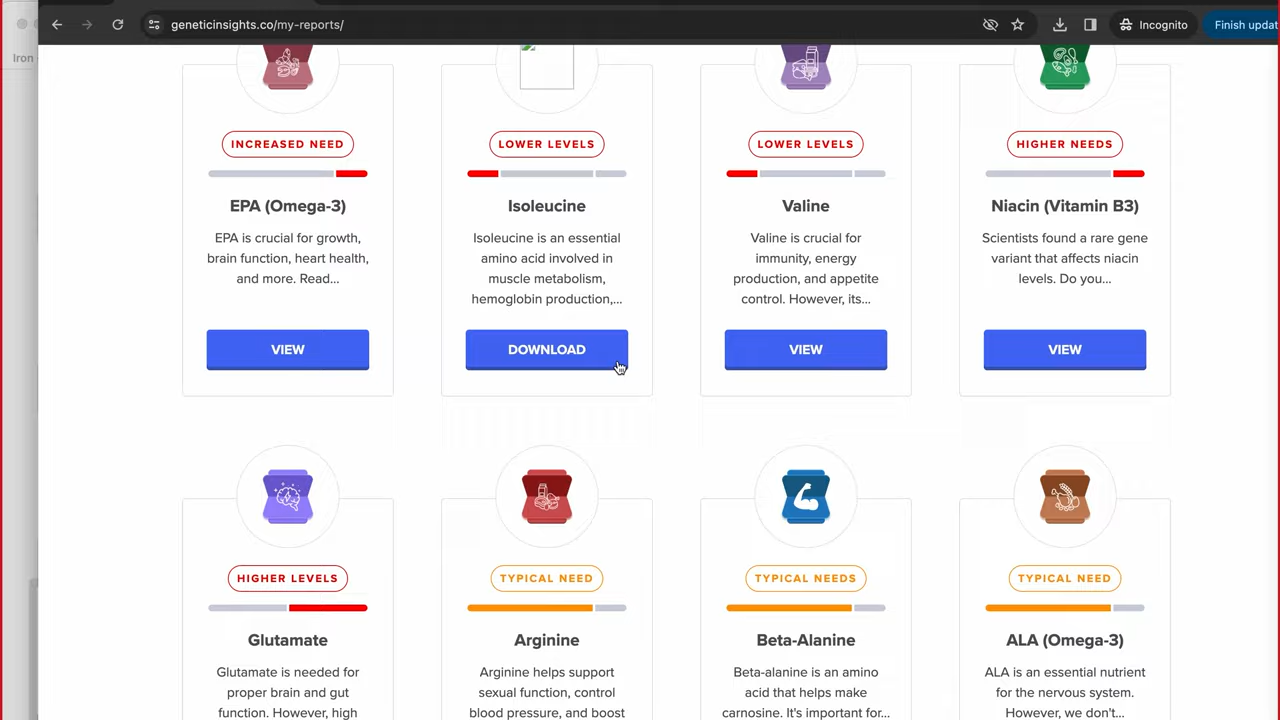 geneticinsights.co/my-reports/
Incognito
Finish updat
Iron
INCREASED NEED
EPA (Omega-3)
EPA is crucial for growth,
brain function, heart health,
and more. Read...
VIEW
LOWER LEVELS
Isoleucine
Isoleucine is an essential
amino acid involved in
muscle metabolism,
hemoglobin production,...
DOWNLOAD
LOWER LEVELS
Valine
Valine is crucial for
immunity, energy
production, and appetite
control. However, its...
VIEW
HIGHER NEEDS
Niacin (Vitamin B3)
Scientists found a rare gene
variant that affects niacin
levels. Do you...
VIEW
HIGHER LEVELS
Glutamate
Glutamate is needed for
proper brain and gut
function. However, high
TYPICAL NEED
Arginine
Arginine helps support
sexual function, control
blood pressure, and boost
TYPICAL NEEDS
Beta-Alanine
Beta-alanine is an amino
acid that helps make
carnosine. It's important for...
TYPICAL NEED
ALA (Omega-3)
ALA is an essential nutrient
for the nervous system.
However, we don't...